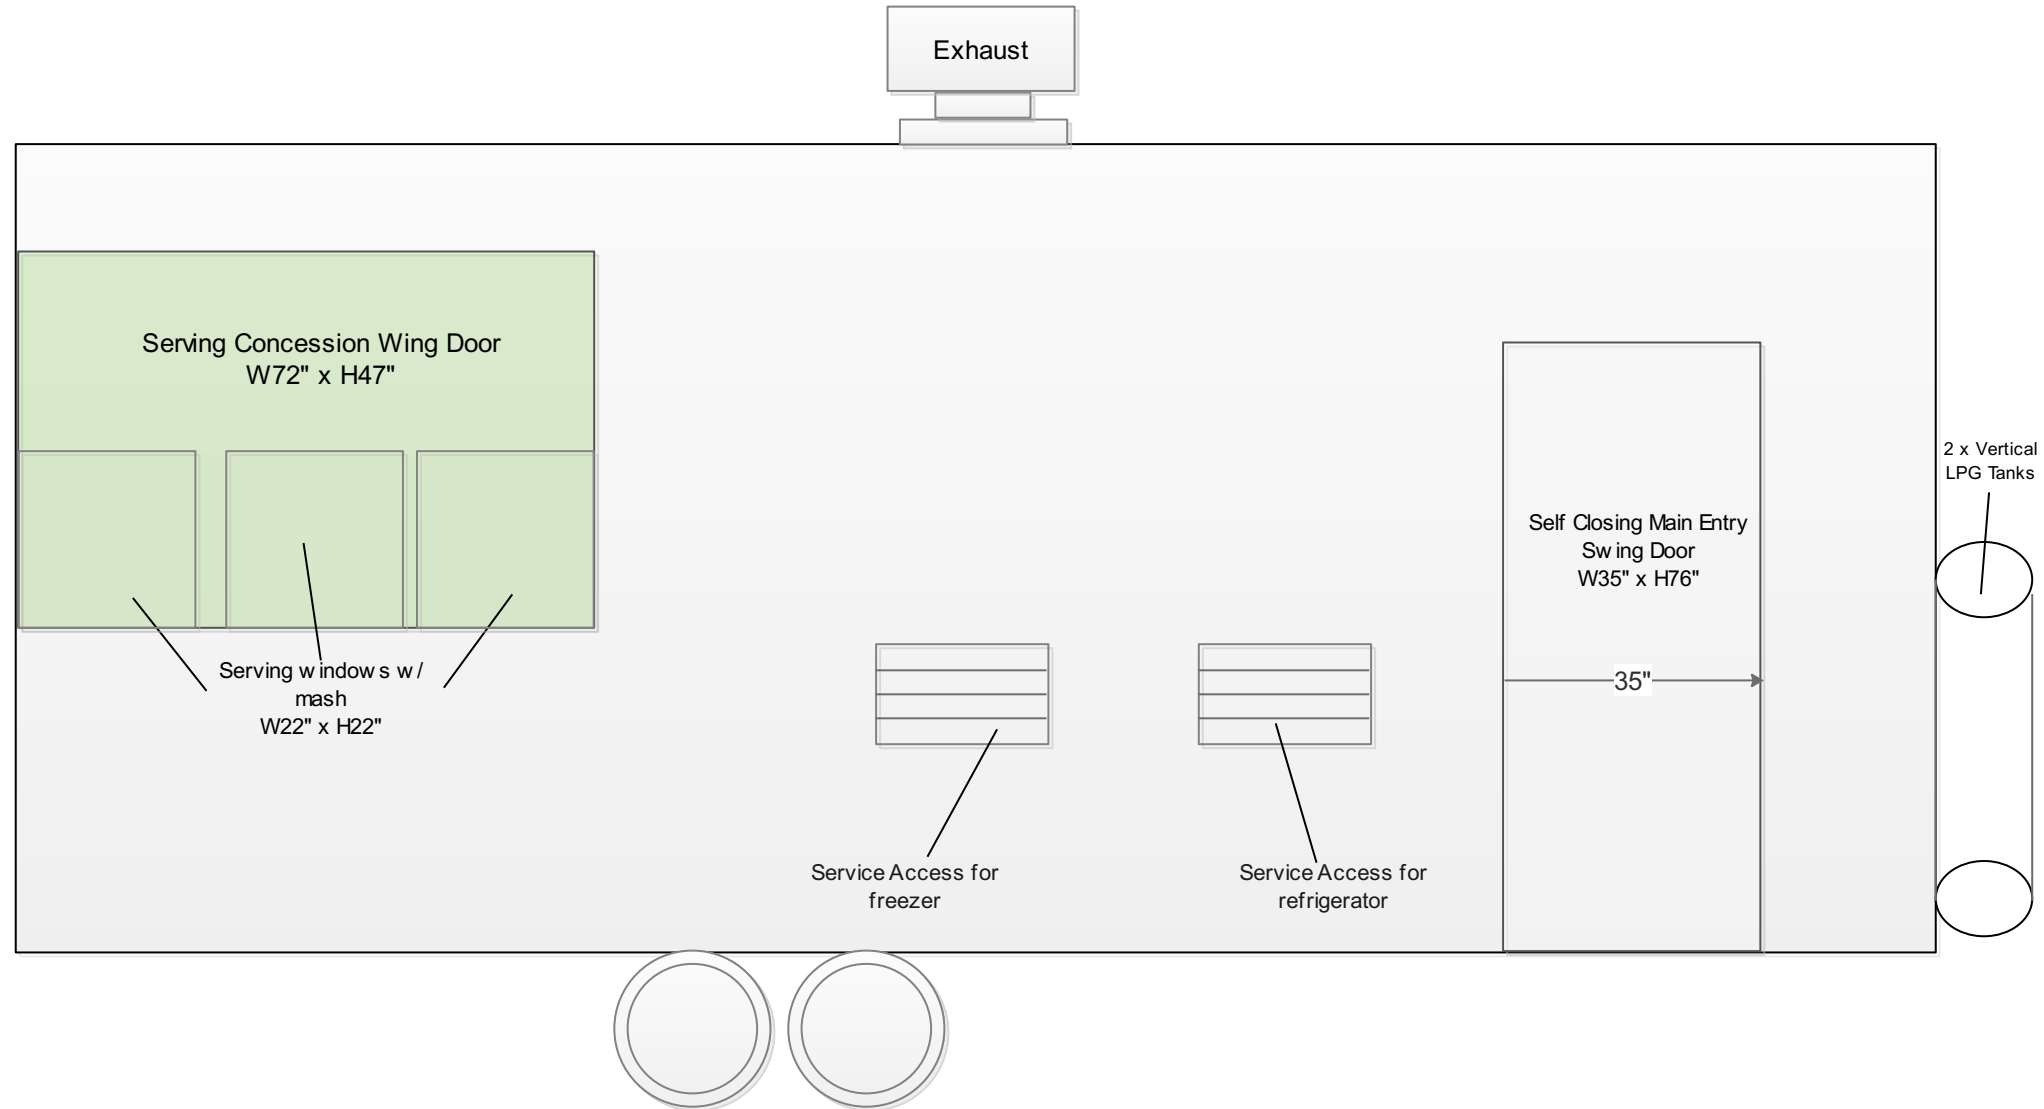 Exhaust
Serving Concession Wing Door
W72" x H47"
2 x Vertical
LPG Tanks
Self Closing Main Entry
Swing Door
W35" x H76"
Serving windows w/
mash
W22" x H22"
35"
Service Access for
freezer
Service Access for
refrigerator